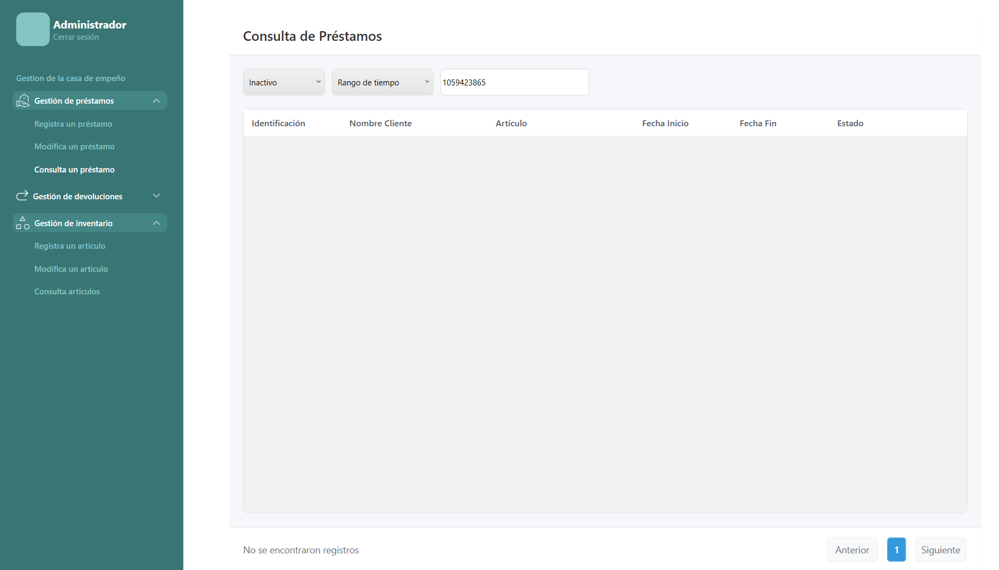 Administrador
Cerrar sesión
Gestion de la casa de empeño
Gestión de préstamos
Registra un préstamo
Modifica un préstamo
Consulta un préstamo
Gestión de devoluciones
Gestión de inventario
Registra un artículo
Modifica un articulo
Consulta articulos
Consulta de Préstamos
Inactivo Rango de tiempo 1059423865
Identificación Nombre Cliente Artículo Fecha Inicio Fecha Fin Estado
No se encontraron registros Anterior 1 Siguiente